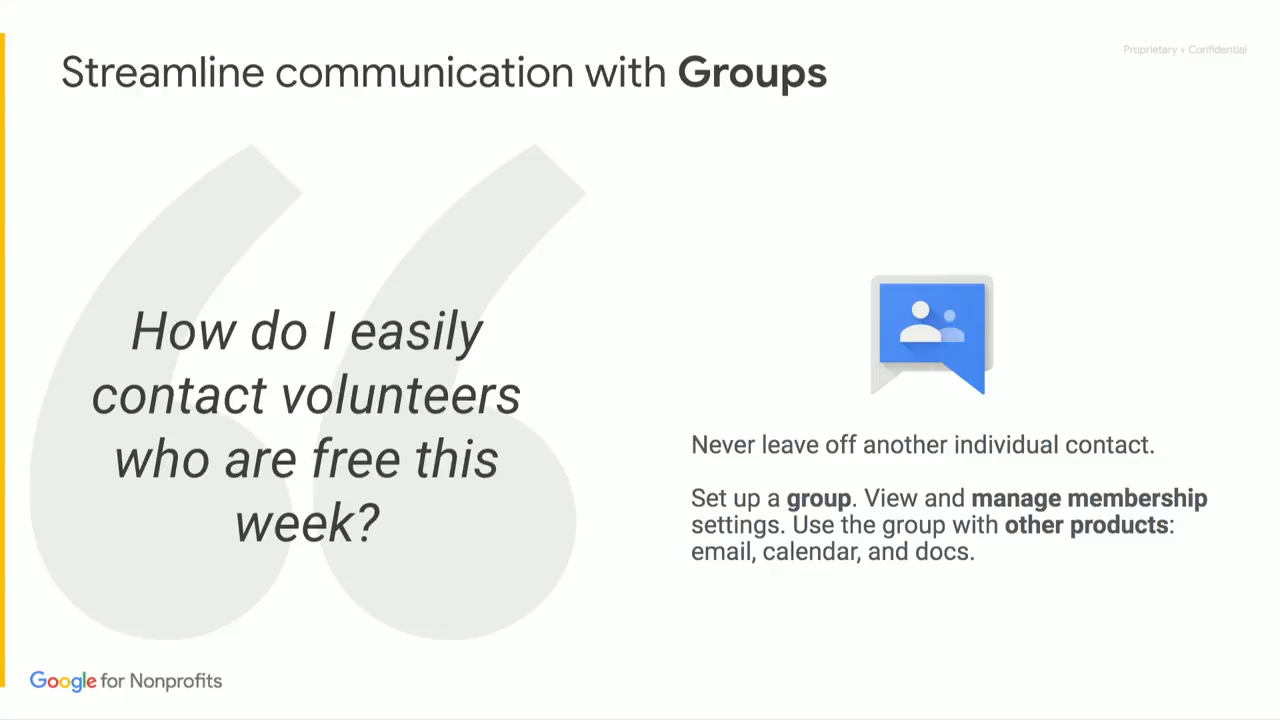 Proprietary + Confidential
Streamline communication with Groups
How do I easily
contact volunteers
who are free this
week?
Never leave off another individual contact.
Set up a group. View and manage membership
settings. Use the group with other products:
email, calendar, and docs.
Google for Nonprofits